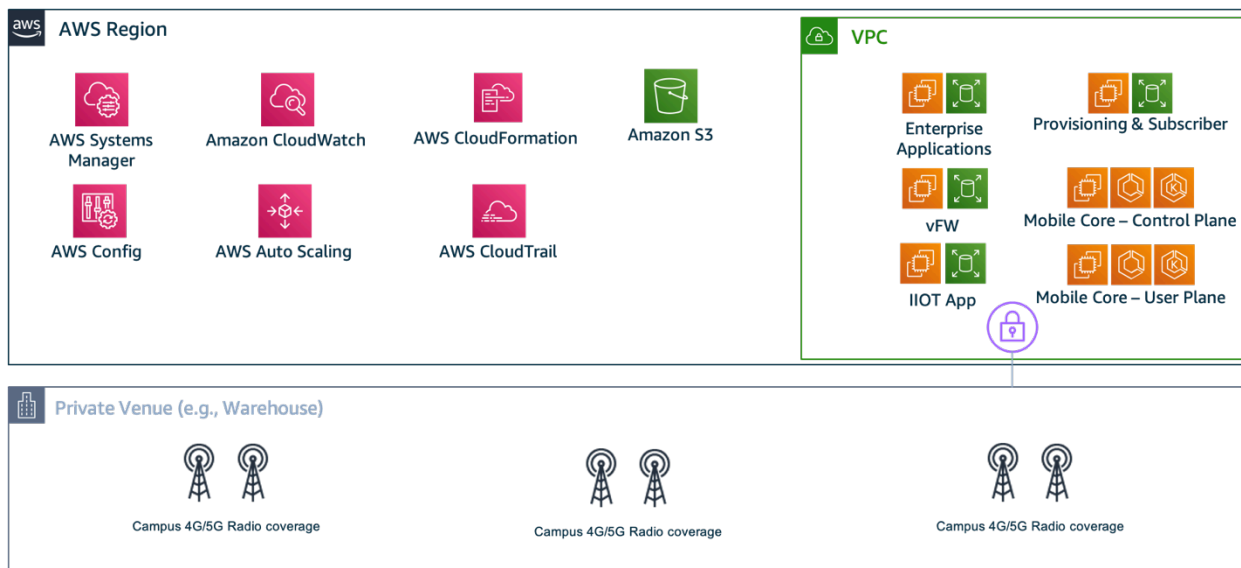 aws
AWS Region
VPC
AWS Systems
Manager
Amazon CloudWatch
AWS CloudFormation
Amazon S3
Enterprise
Applications
Provisioning & Subscriber
AWS Config
AWS Auto Scaling
AWS CloudTrail
vFW
Mobile Core – Control Plane
IIOT App
Mobile Core – User Plane
K
K
Private Venue (e.g., Warehouse)
Campus 4G/5G Radio coverage
Campus 4G/5G Radio coverage
Campus 4G/5G Radio coverage